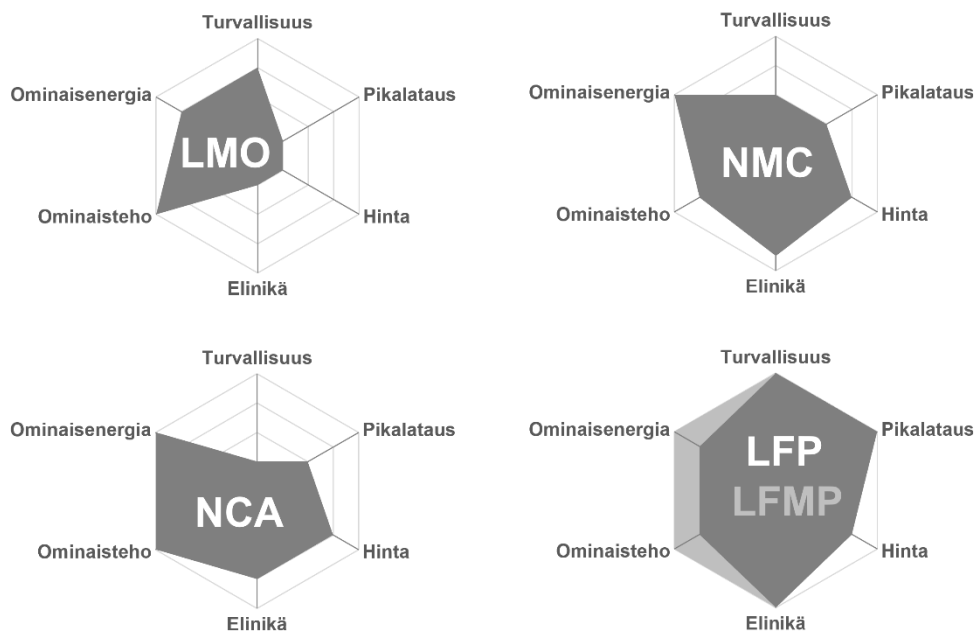 Turvallisuus
Ominaisenergia
Pikalataus
LMO
Ominaisteho
Hinta
Elinikä
Turvallisuus
Ominaisenergia
Pikalataus
NMC
Ominaisteho
Hinta
Elinikä
Turvallisuus
Ominaisenergia
Pikalataus
NCA
Ominaisteho
Hinta
Elinikä
Turvallisuus
Ominaisenergia
Pikalataus
LFP
LFMP
Ominaisteho
Hinta
Elinikä